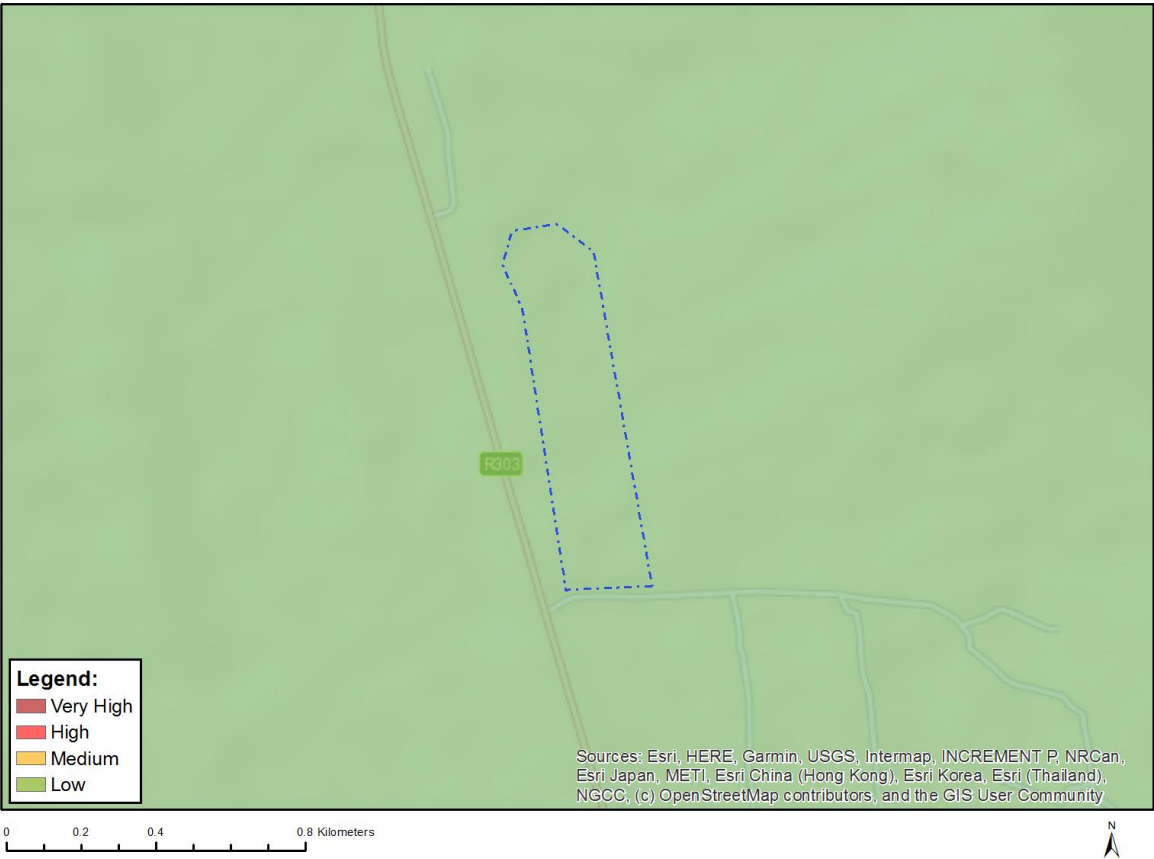 R303
Legend:
Very High
High
Medium
Low
Sources: Esri, HERE, Garmin, USGS, Intermap, INCREMENT P, NRCan,
Esri Japan, METI, Esri China (Hong Kong), Esri Korea, Esri (Thailand),
NGCC, (c) OpenStreetMap contributors, and the GIS User Community
0 0.2 0.4 0.8 Kilometers
N